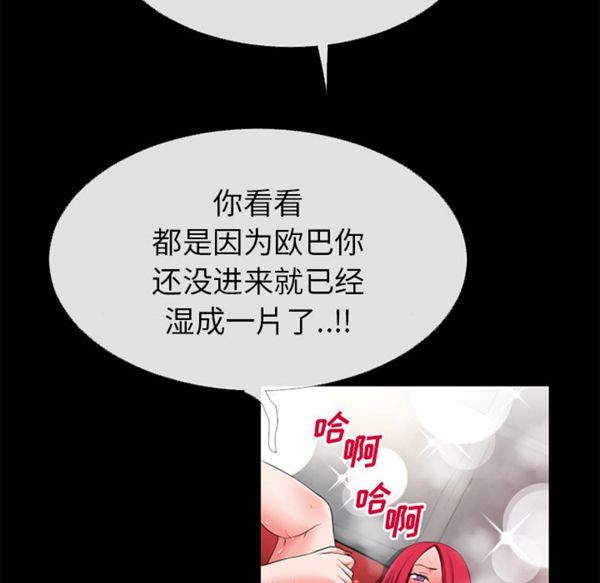 你看看
都是因为欧巴你
还没进来就已经
湿成一片了..!!
哈
啊
哈
啊